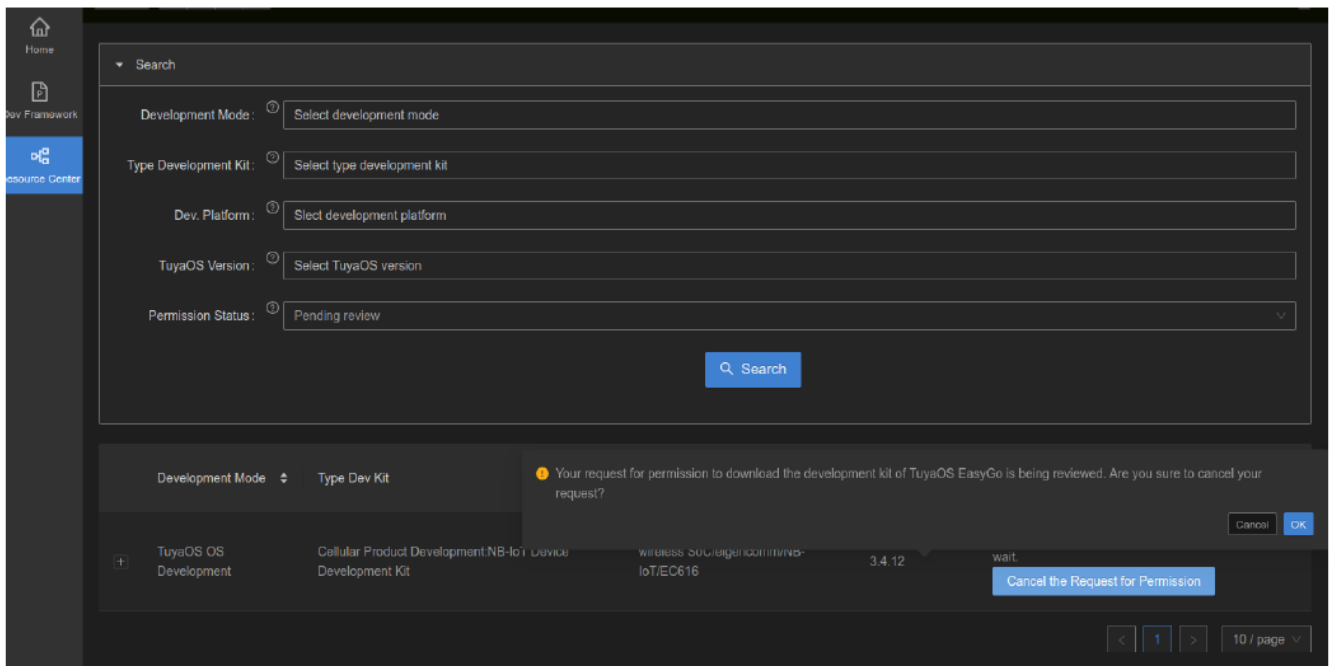 Home
Dev Framework
esource Center
Search
Development Mode :
Select development mode
Type Development Kit :
Select type development kit
Dev. Platform :
Slect development platform
TuyaOS Version :
Select TuyaOS version
Permission Status :
Pending review
Search
Development Mode
Type Dev Kit
Your request for permission to download the development kit of TuyaOS EasyGo is being reviewed. Are you sure to cancel your
request?
Cancel
OK
TuyaOS OS
Development
Cellular Product Development:NB-IoT Device
Development Kit
wireless SoC/eigencomm/NB-
IoT/EC616
3.4.12
wait.
Cancel the Request for Permission
< 1 >
10 / page